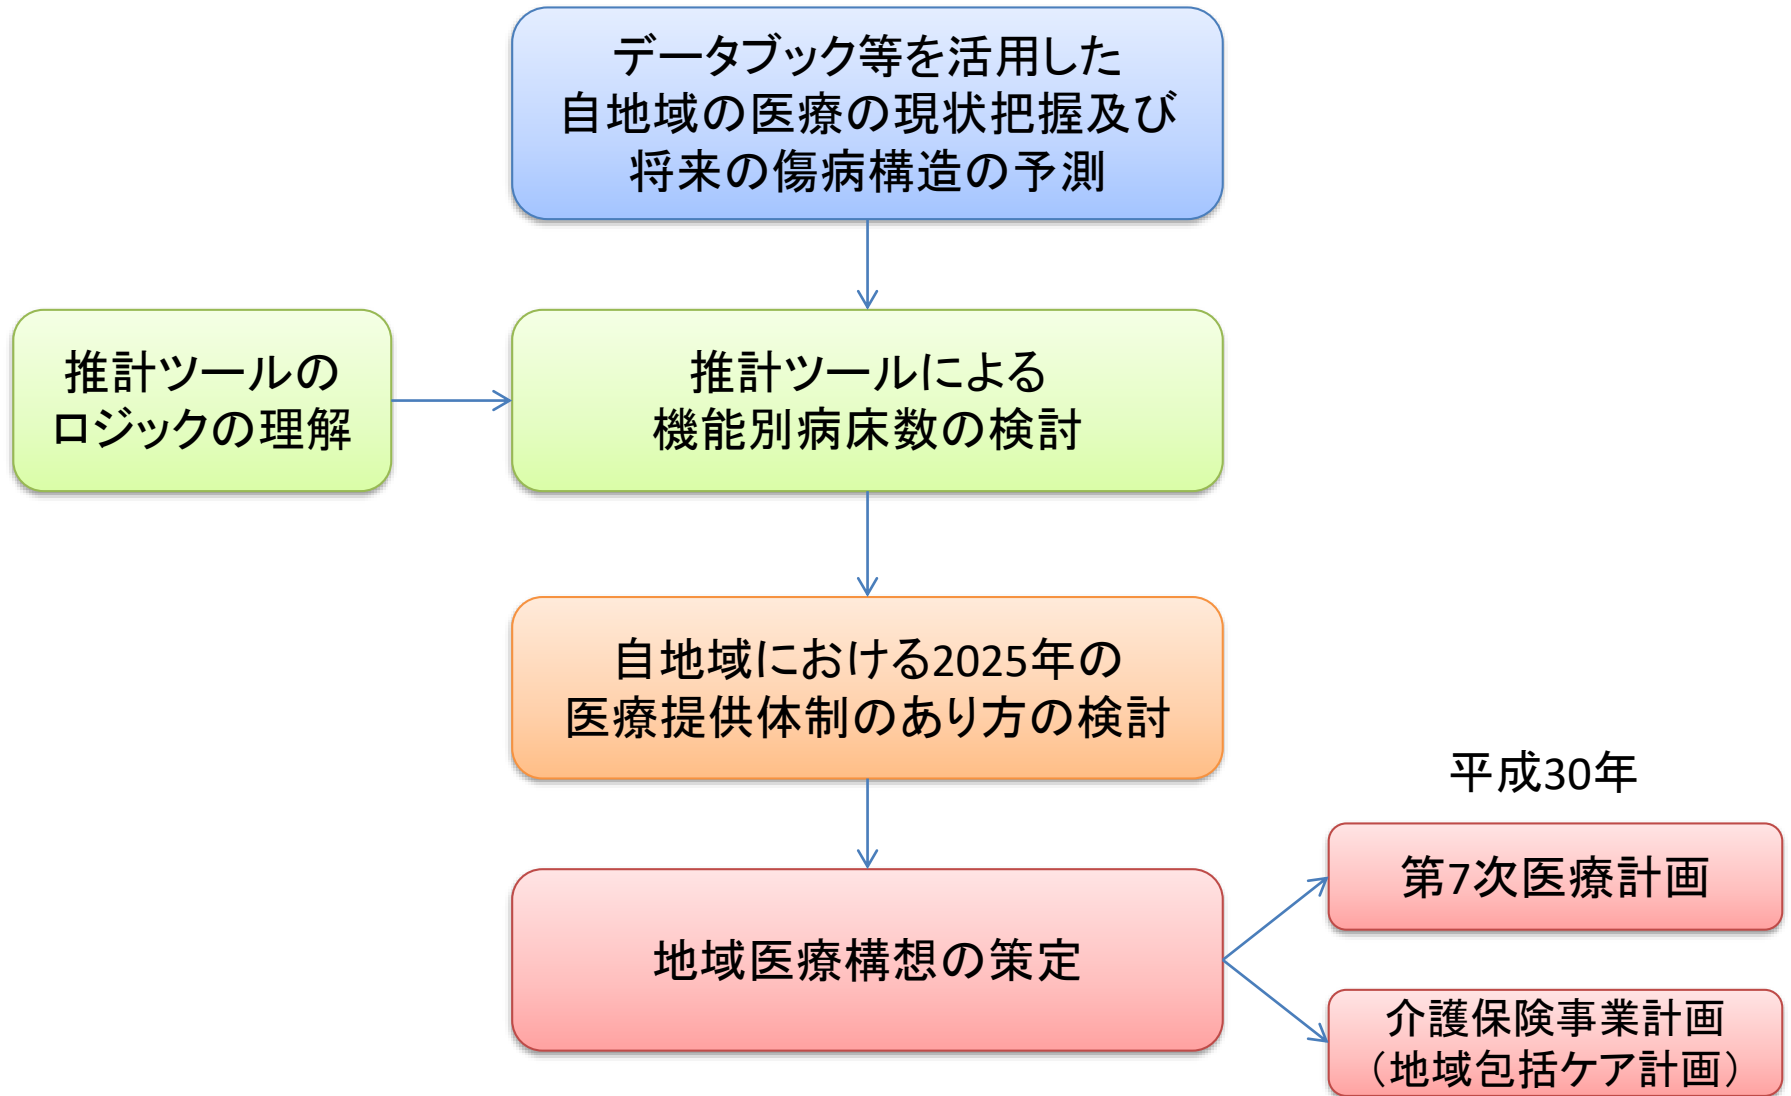 データブック等を活用した
自地域の医療の現状把握及び
将来の傷病構造の予測
推計ツールの
ロジックの理解
推計ツールによる
機能別病床数の検討
自地域における2025年の
医療提供体制のあり方の検討
地域医療構想の策定
平成30年
第7次医療計画
介護保険事業計画
（地域包括ケア計画）